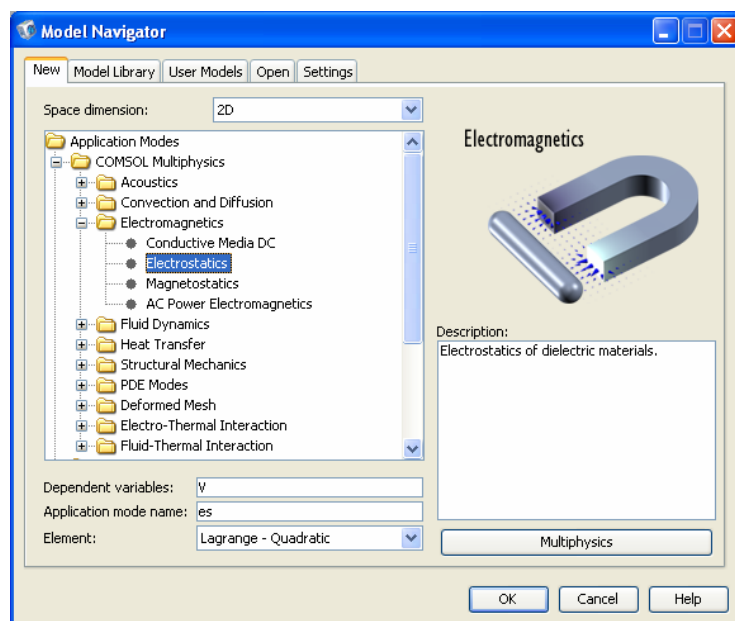 Model Navigator
New Model Library User Models Open Settings
Space dimension: 2D
Application Modes
COMSOL Multiphysics
Acoustics
Convection and Diffusion
Electromagnetics
Conductive Media DC
Electrostatics
Magnetostatics
AC Power Electromagnetics
Fluid Dynamics
Heat Transfer
Structural Mechanics
PDE Modes
Deformed Mesh
Electro-Thermal Interaction
Fluid-Thermal Interaction
Dependent variables: V
Application mode name: es
Element: Lagrange - Quadratic
Electromagnetics
Description:
Electrostatics of dielectric materials.
Multiphysics
OK Cancel Help